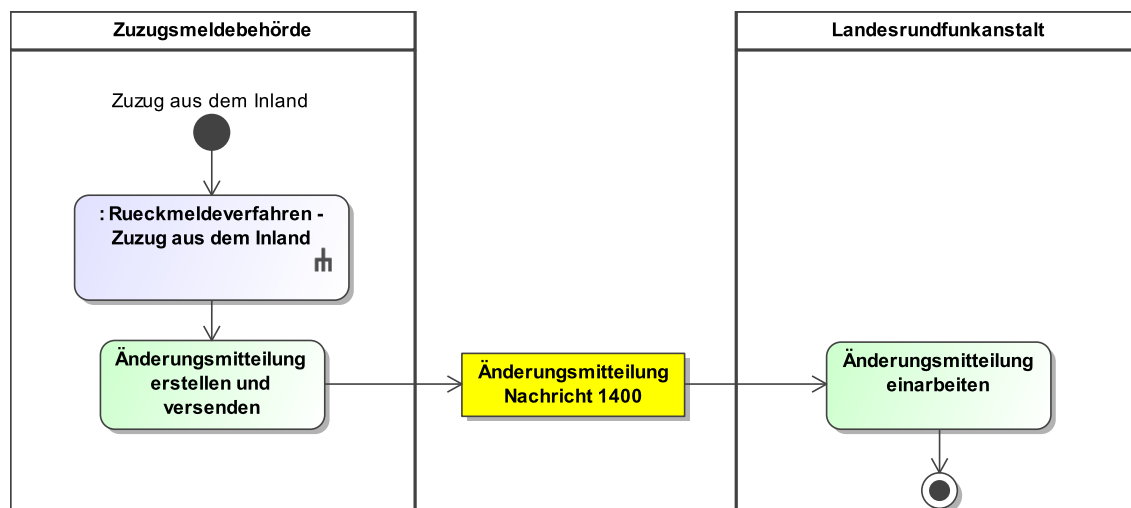 Zuzugsmeldebehörde
Landesrundfunkanstalt
Zuzug aus dem Inland
: Rueckmeldeverfahren -
Zuzug aus dem Inland
Änderungsmitteilung
erstellen und
versenden
Änderungsmitteilung
Nachricht 1400
Änderungsmitteilung
einarbeiten